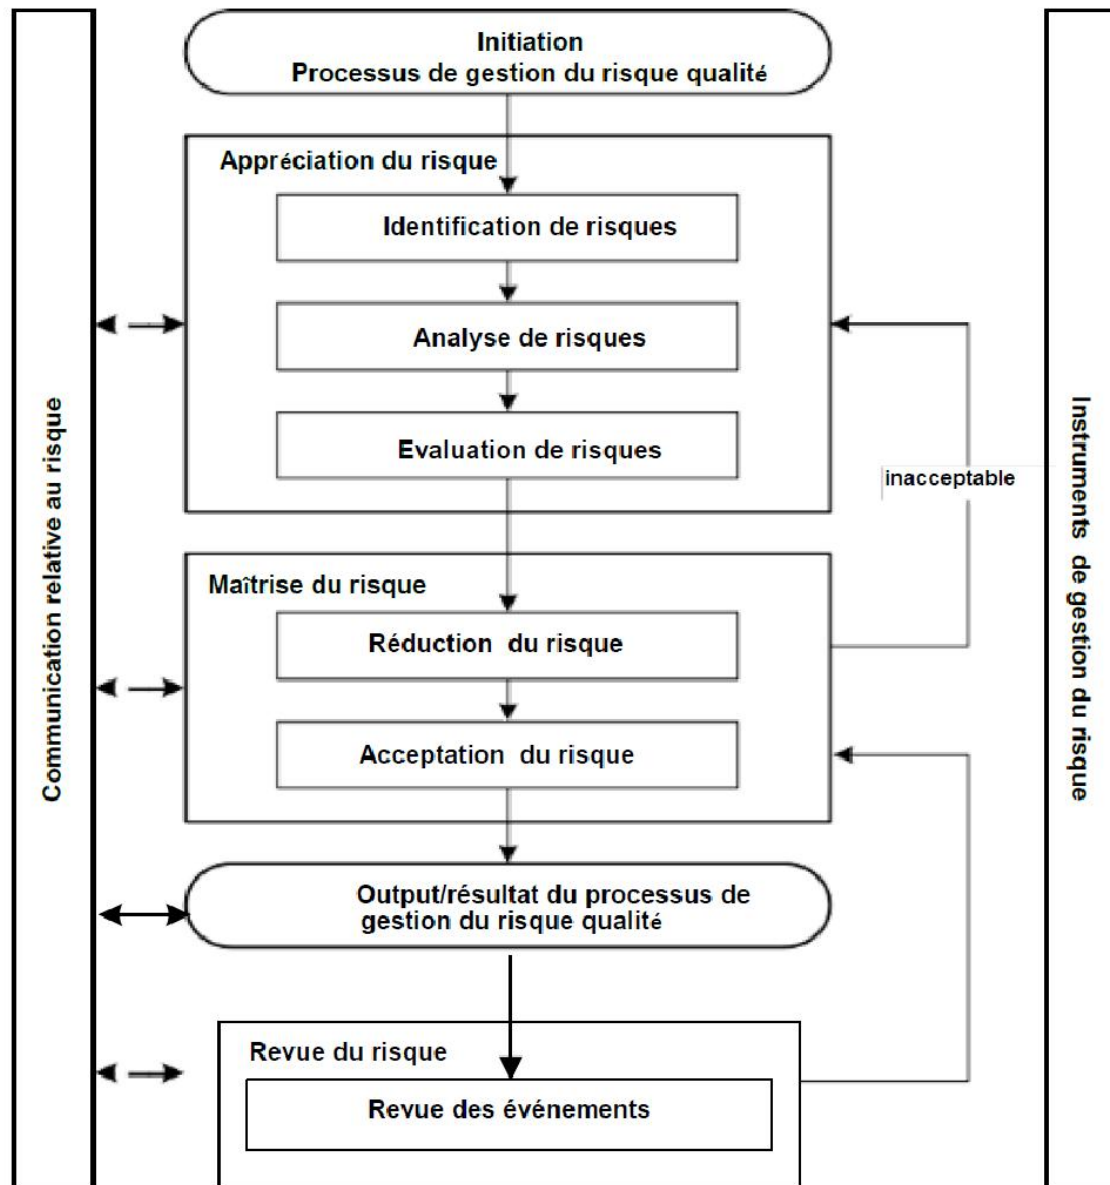 Initiation
Processus de gestion du risque qualité
Appréciation du risque
Identification de risques
Analyse de risques
Evaluation de risques
inacceptable
Maîtrise du risque
Réduction du risque
Acceptation du risque
Output/résultat du processus de
gestion du risque qualité
Revue du risque
Revue des événements
Communication relative au risque
Instruments de gestion du risque